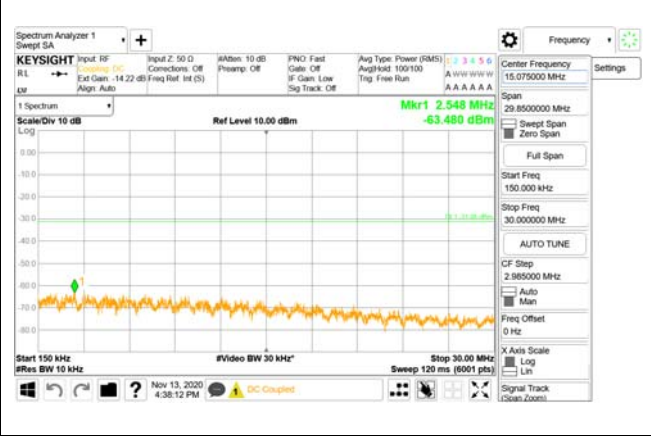 Spectrum Analyzer 1
Swept SA
+
Frequency
KEYSIGHT
R L
Input: RF
Coupling: DC
Ext Gain: -14.22 dB
Align: Auto
Input Z: 50 Ω
Corrections: Off
Freq Ref: Int (S)
#Atten: 10 dB
Preamp: Off
PNO: Fast
Gate: Off
IF Gain: Low
Sig Track: Off
Avg Type: Power (RMS)
Avg|Hold: 100/100
Trig: Free Run
1 2 3 4 5 6
A W W W W W
A A A A A A
1 Spectrum
Scale/Div 10 dB
Ref Level 10.00 dBm
Mkr1 2.548 MHz
-63.480 dBm
Log
0.00
-10.0
-20.0
-30.0
-40.0
-50.0
-60.0
-70.0
-80.0
1
Start 150 kHz
#Res BW 10 kHz
#Video BW 30 kHz*
Stop 30.00 MHz
Sweep 120 ms (6001 pts)
Nov 13, 2020
4:38:12 PM
DC Coupled
Center Frequency
15.075000 MHz
Settings
Span
29.8500000 MHz
Swept Span
Zero Span
Full Span
Start Freq
150.000 kHz
Stop Freq
30.000000 MHz
AUTO TUNE
CF Step
2.985000 MHz
Auto
Man
Freq Offset
0 Hz
X Axis Scale
Log
Lin
Signal Track
(Span Zoom)